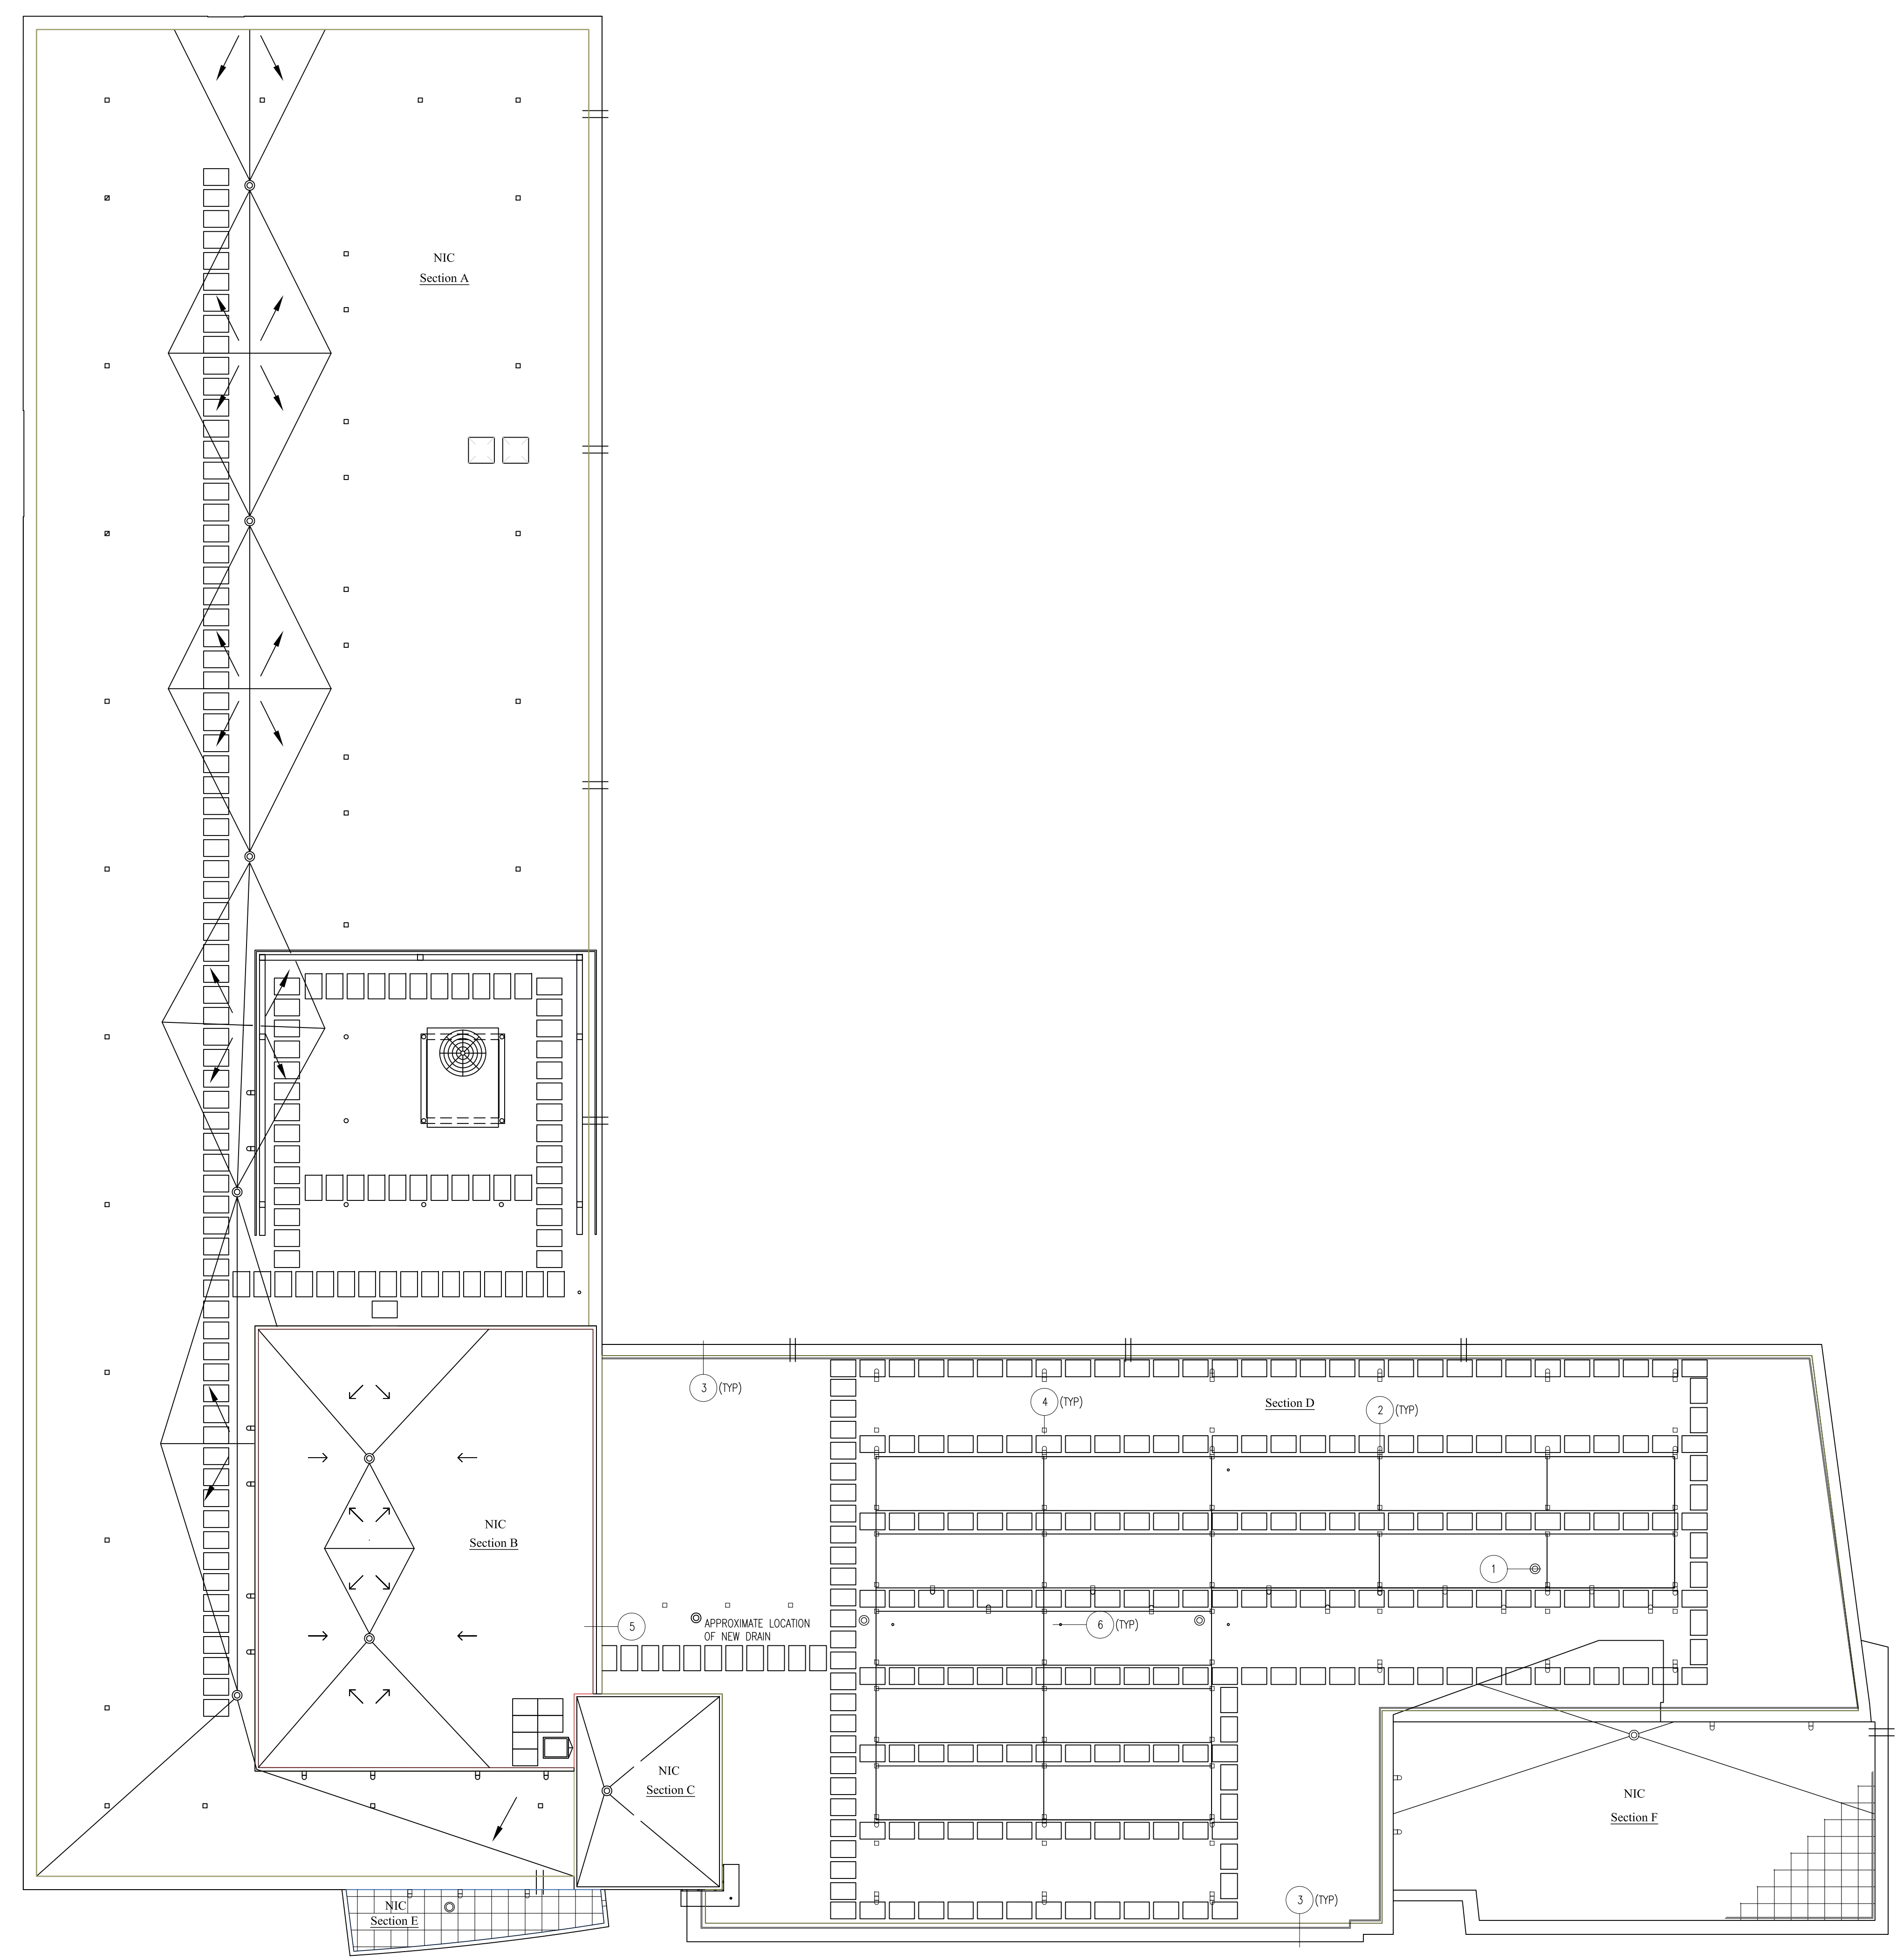 NIC
Section A
3 (TYP)
4 (TYP)
Section D
2 (TYP)
NIC
Section B
1
5
APPROXIMATE LOCATION
OF NEW DRAIN
6 (TYP)
NIC
Section C
NIC
Section F
3 (TYP)
NIC
Section E